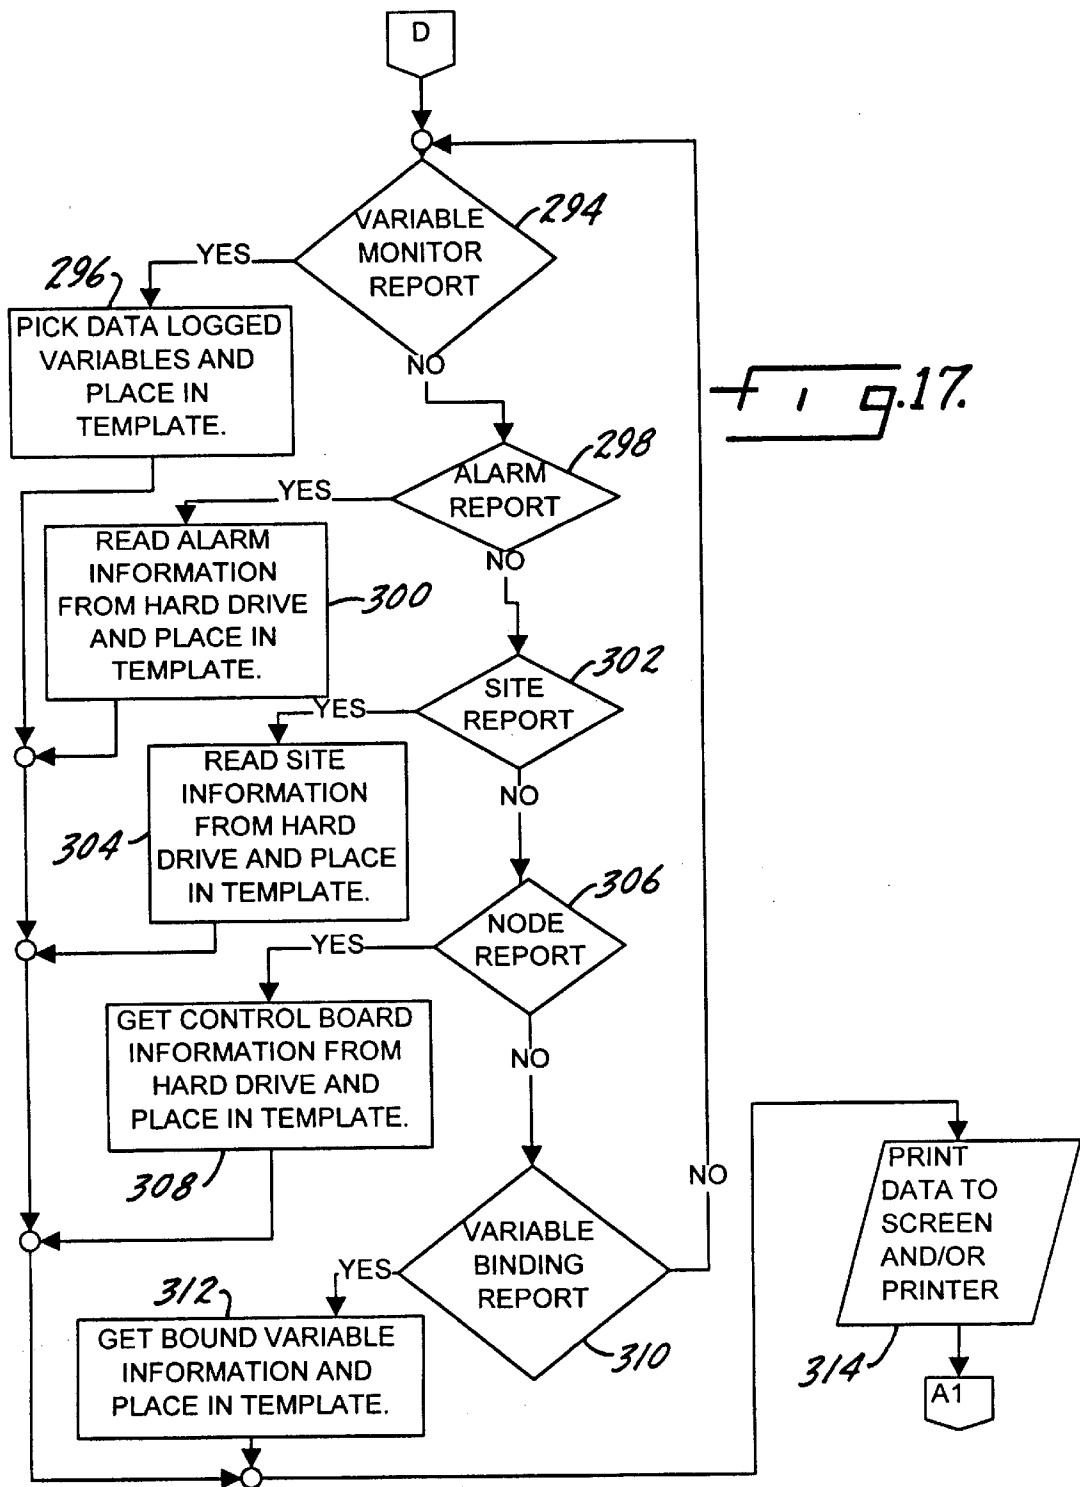 D
VARIABLE
MONITOR
REPORT
294
YES
296
PICK DATA LOGGED
VARIABLES AND
PLACE IN
TEMPLATE.
NO
Fig.17.
298
ALARM
REPORT
YES
READ ALARM
INFORMATION
FROM HARD DRIVE
AND PLACE IN
TEMPLATE.
300
NO
302
SITE
REPORT
YES
READ SITE
INFORMATION
FROM HARD
DRIVE AND PLACE
IN TEMPLATE.
304
NO
306
NODE
REPORT
YES
GET CONTROL BOARD
INFORMATION FROM
HARD DRIVE AND
PLACE IN TEMPLATE.
308
NO
VARIABLE
BINDING
REPORT
310
NO
YES
312
GET BOUND VARIABLE
INFORMATION AND
PLACE IN TEMPLATE.
PRINT
DATA TO
SCREEN
AND/OR
PRINTER
314
A1